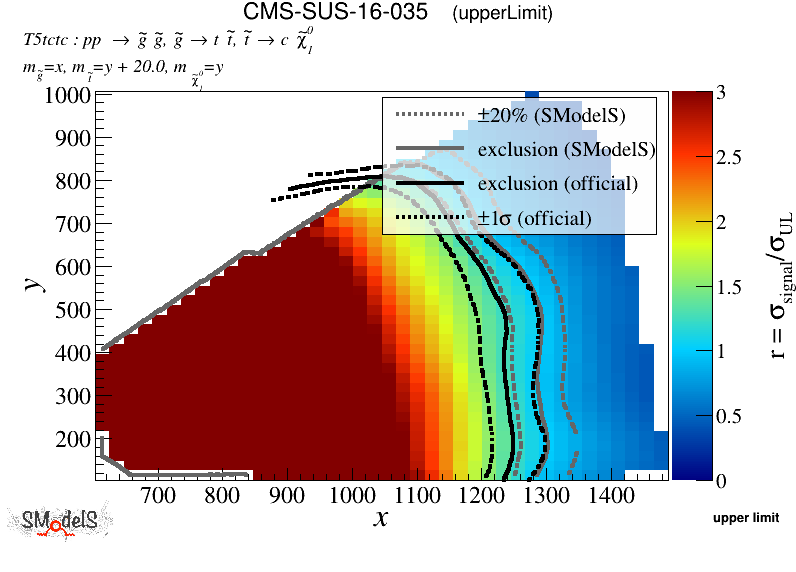 CMS-SUS-16-035 (upperLimit)
T5tctc : pp → g̃ g̃, g̃ → t t̃, t̃ → c χ̃⁰₁
m_g̃=x, m_t̃=y + 20.0, m_χ̃⁰₁=y
±20% (SModelS)
exclusion (SModelS)
exclusion (official)
±1σ (official)
y
1000
900
800
700
600
500
400
300
200
700 800 900 1000 1100 1200 1300 1400
x
3
2.5
2
1.5
1
0.5
0
r = σ_signal/σ_UL
SModelS
upper limit